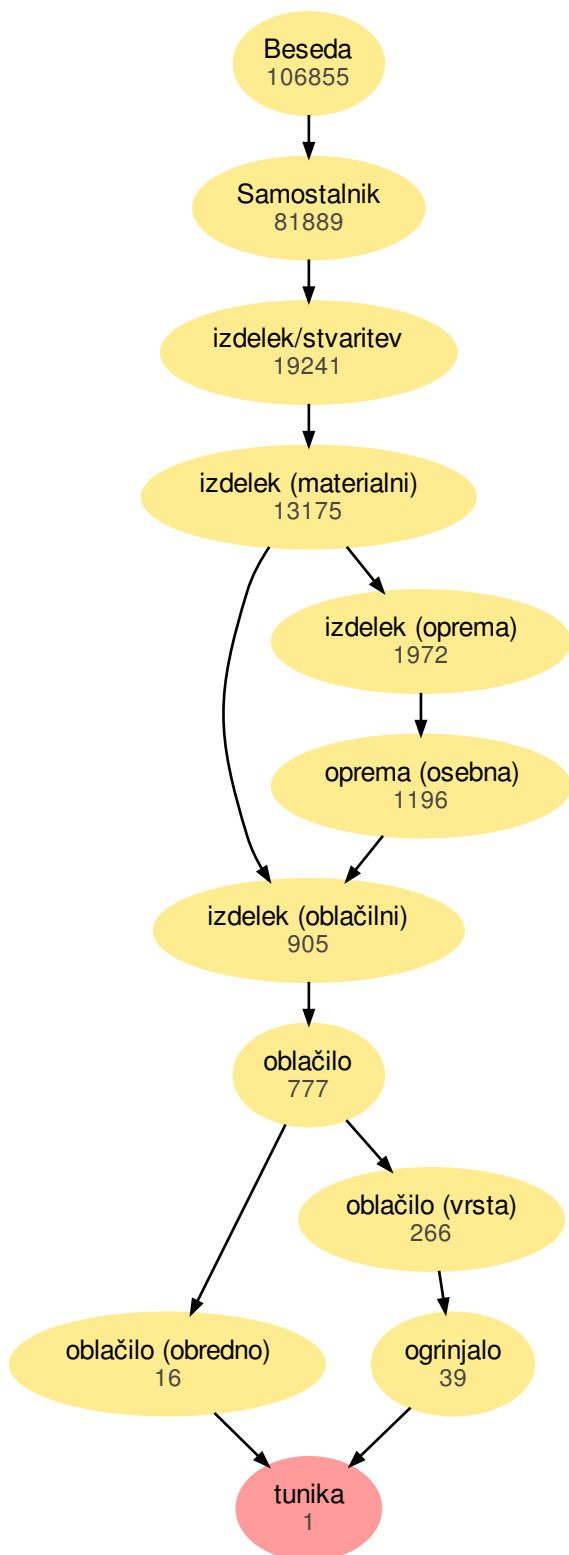 Beseda
106855
Samostalnik
81889
izdelek/stvaritev
19241
izdelek (materialni)
13175
izdelek (oprema)
1972
oprema (osebna)
1196
izdelek (oblačilni)
905
oblačilo
777
oblačilo (vrsta)
266
oblačilo (obredno)
16
ogrinjalo
39
tunika
1